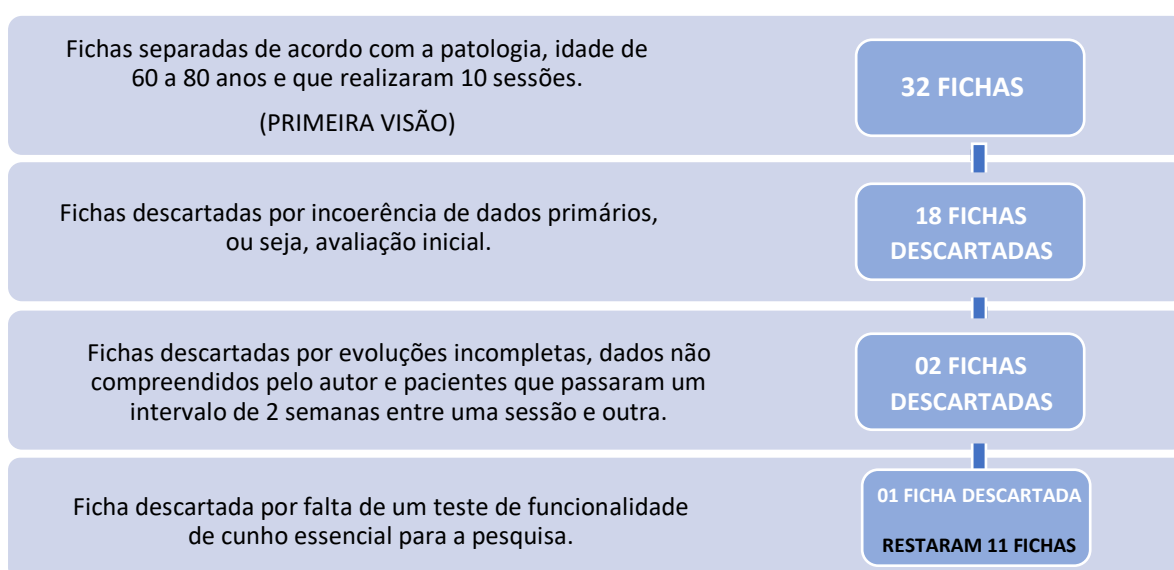 Fichas separadas de acordo com a patologia, idade de
60 a 80 anos e que realizaram 10 sessões.
(PRIMEIRA VISÃO)
32 FICHAS
Fichas descartadas por incoerência de dados primários,
ou seja, avaliação inicial.
18 FICHAS
DESCARTADAS
Fichas descartadas por evoluções incompletas, dados não
compreendidos pelo autor e pacientes que passaram um
intervalo de 2 semanas entre uma sessão e outra.
02 FICHAS
DESCARTADAS
Ficha descartada por falta de um teste de funcionalidade
de cunho essencial para a pesquisa.
01 FICHA DESCARTADA
RESTARAM 11 FICHAS